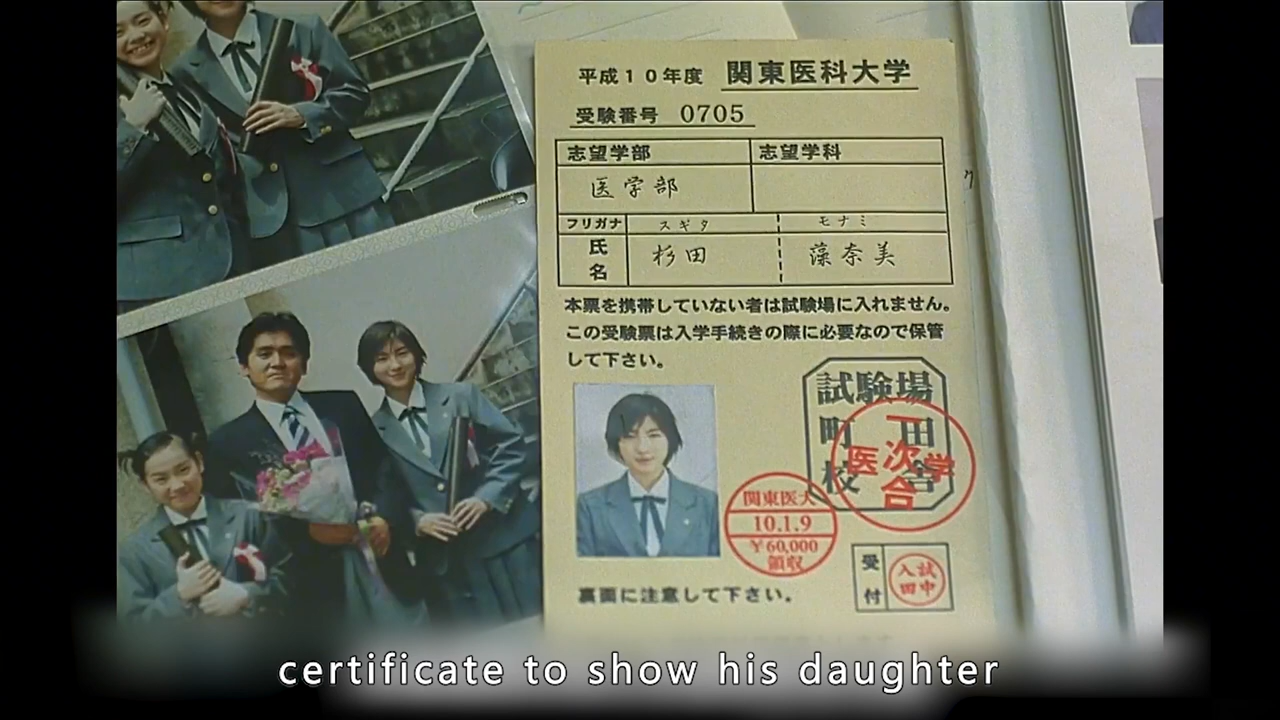 平成10年度 関東医科大学
受験番号 0705
志望学部 志望学科
医学部
フリガナ スギタ モナミ
氏名 杉田 藻奈美
本票を携帯していない者は試験場に入れません。
この受験票は入学手続きの際に必要なので保管
して下さい。
試験場
町田
校舎
一次
医学
合
関東医大
10.1.9
¥60,000
領収
受付
入試
田中
裏面に注意して下さい。
certificate to show his daughter